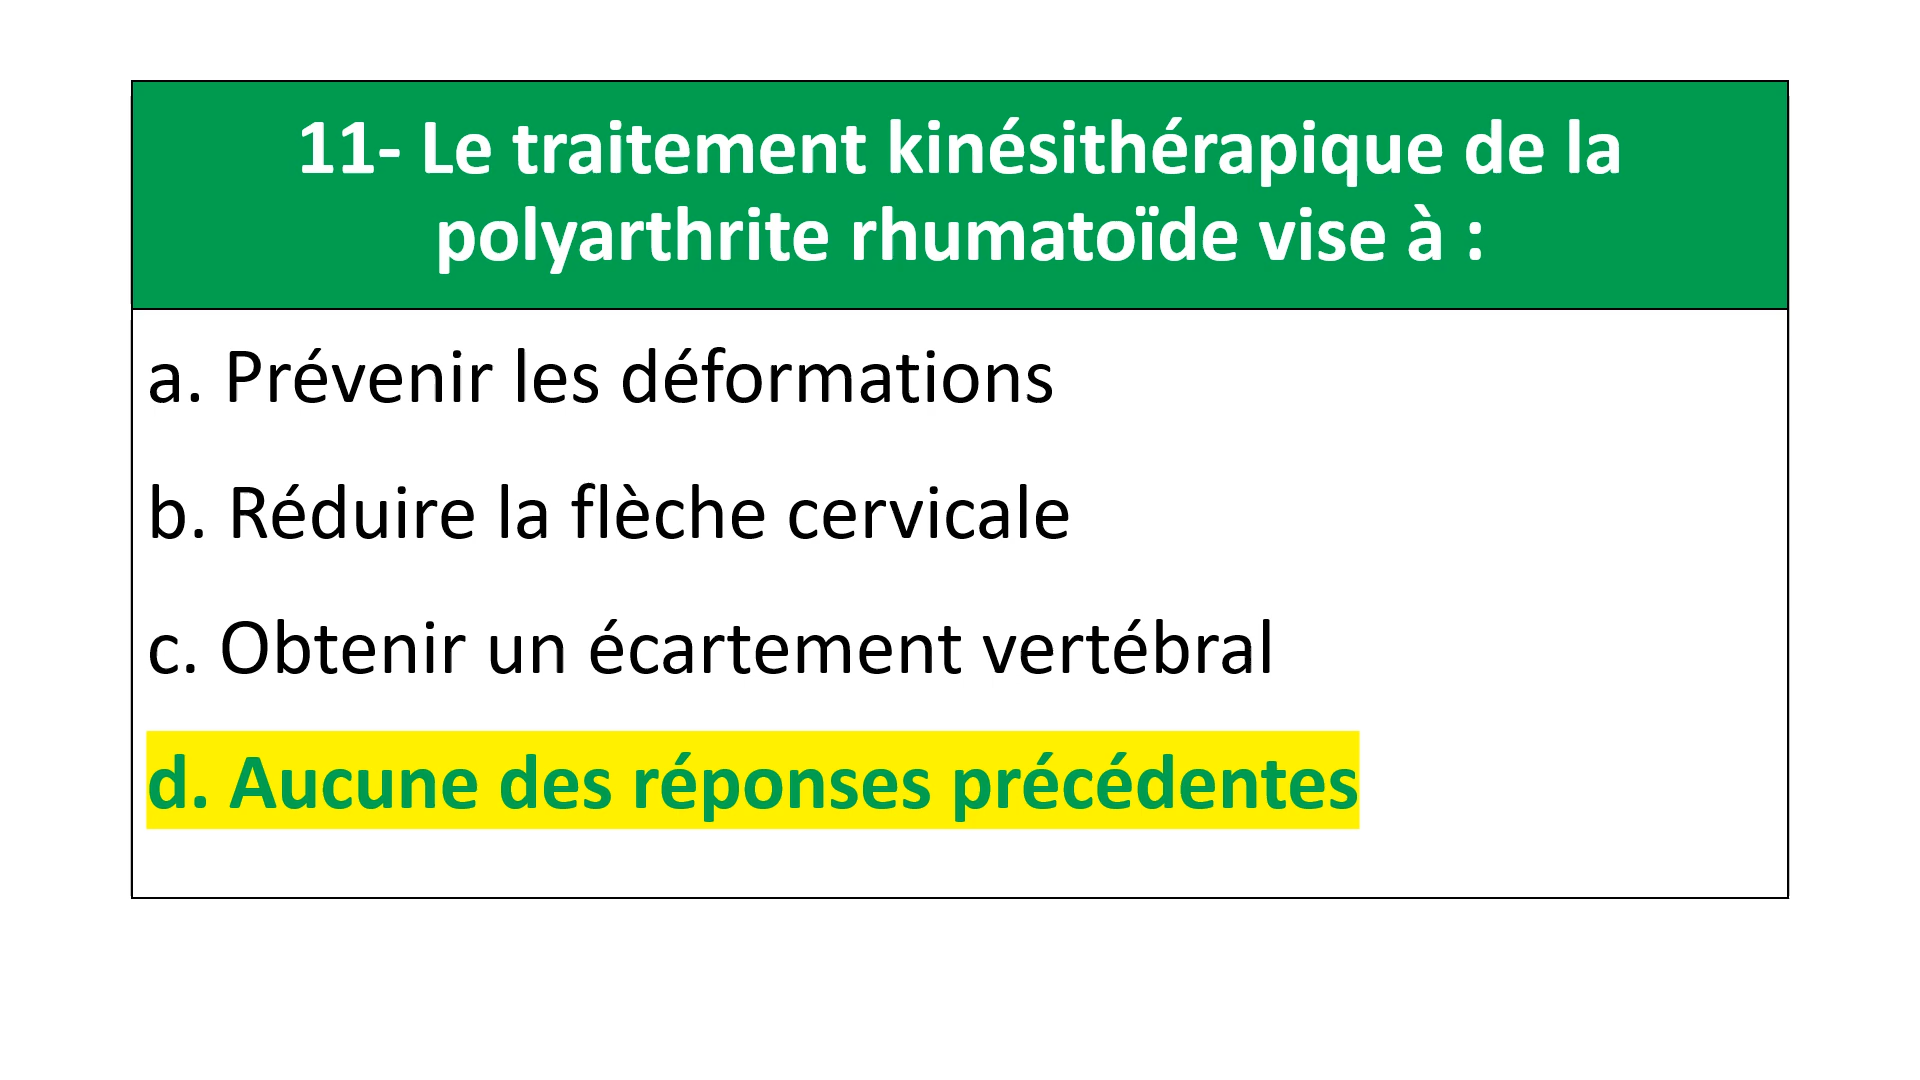 11- Le traitement kinésithérapique de la
polyarthrite rhumatoïde vise à :
a. Prévenir les déformations
b. Réduire la flèche cervicale
c. Obtenir un écartement vertébral
d. Aucune des réponses précédentes